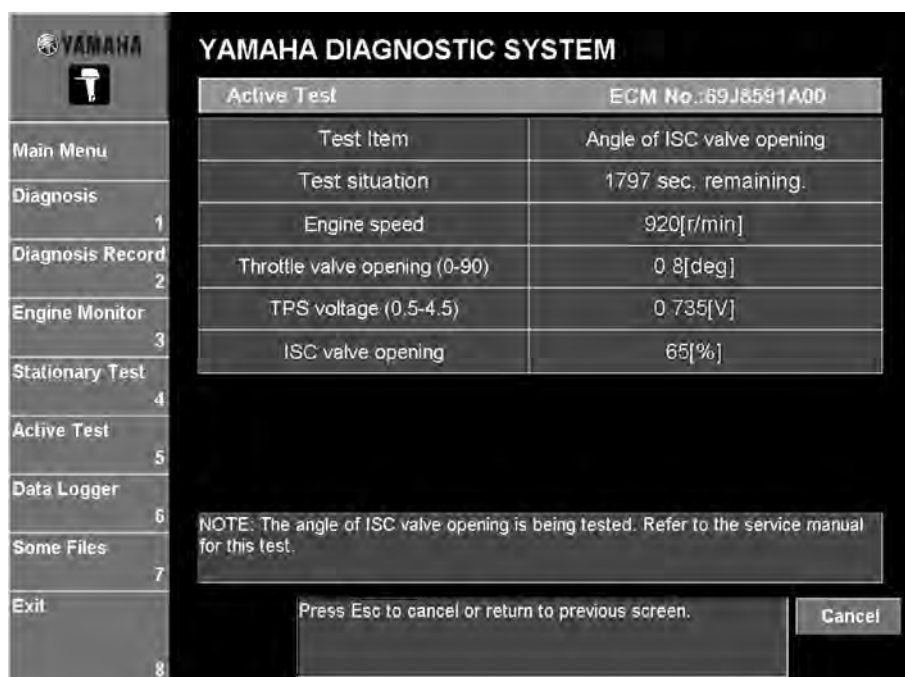 YAMAHA
YAMAHA DIAGNOSTIC SYSTEM
Active Test ECM No.:69J8591A00
Main Menu
Diagnosis
1
Diagnosis Record
2
Engine Monitor
3
Stationary Test
4
Active Test
5
Data Logger
6
Some Files
7
Exit
8
Test Item Angle of ISC valve opening
Test situation 1797 sec. remaining.
Engine speed 920[r/min]
Throttle valve opening (0-90) 0.8[deg]
TPS voltage (0.5-4.5) 0.735[V]
ISC valve opening 65[%]
NOTE: The angle of ISC valve opening is being tested. Refer to the service manual
for this test.
Press Esc to cancel or return to previous screen.
Cancel